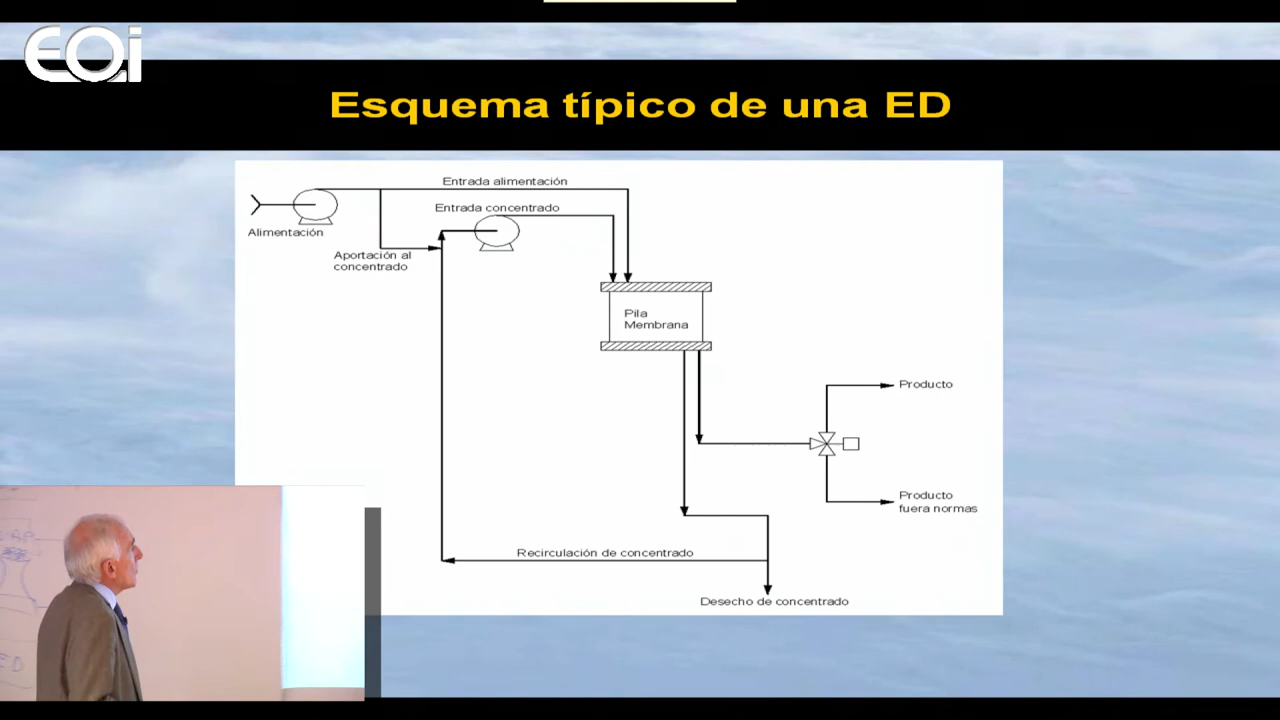 EOi
Esquema típico de una ED
Entrada alimentación
Entrada concentrado
Alimentación
Aportación al
concentrado
Pila
Membrana
Producto
Producto
fuera normas
Recirculación de concentrado
Desecho de concentrado
ED